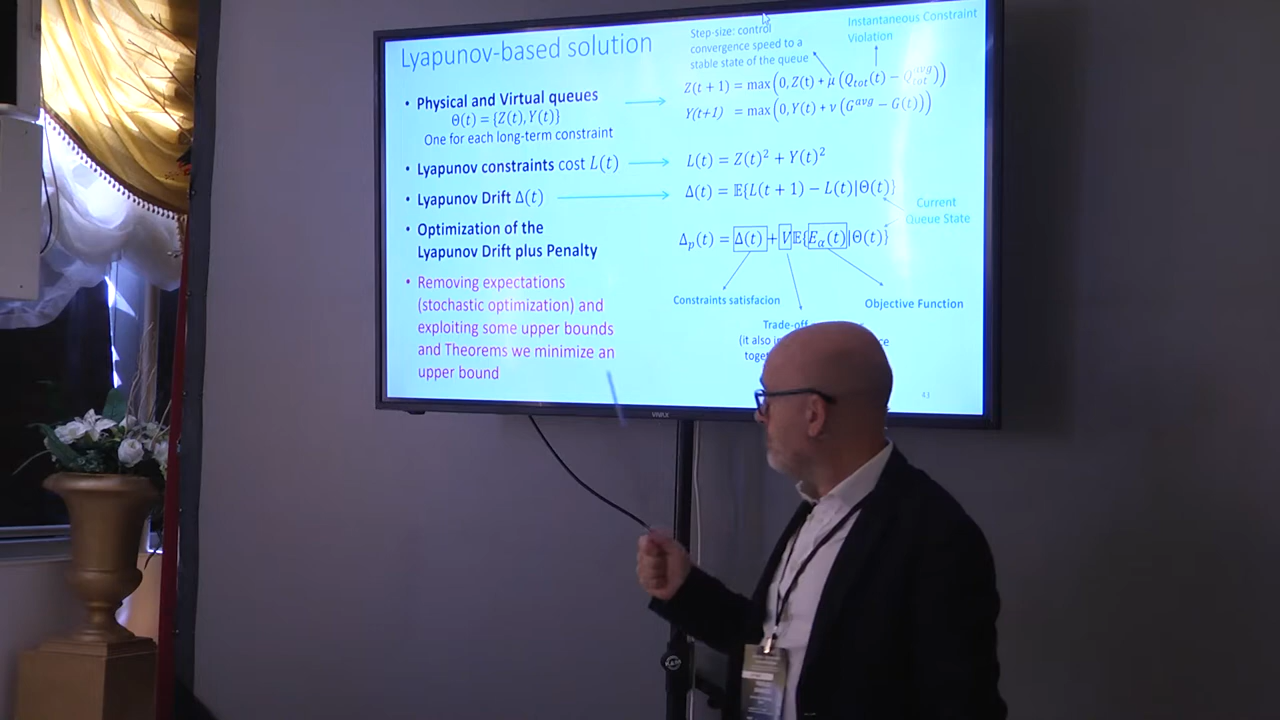 Lyapunov-based solution
Step-size: control
convergence speed to a
stable state of the queue
Instantaneous Constraint
Violation
• Physical and Virtual queues
Θ(t) = {Z(t), Y(t)}
One for each long-term constraint
Z(t + 1) = max(0, Z(t) + μ (Q_tot(t) − Q_tot^avg))
Y(t+1) = max(0, Y(t) + ν (G^avg − G(t)))
• Lyapunov constraints cost L(t)
L(t) = Z(t)² + Y(t)²
• Lyapunov Drift Δ(t)
Δ(t) = 𝔼{L(t + 1) − L(t)|Θ(t)}
Current
Queue State
• Optimization of the
Lyapunov Drift plus Penalty
Δ_p(t) = Δ(t) + V𝔼{E_α(t)|Θ(t)}
Constraints satisfacion
Objective Function
Trade-off
(it also
• Removing expectations
(stochastic optimization) and
exploiting some upper bounds
and Theorems we minimize an
upper bound
43
VIVAX